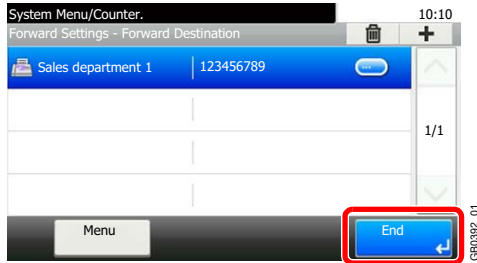 System Menu/Counter. 10:10
Forward Settings - Forward Destination
Sales department 1 123456789
1/1
Menu End
GB0392_01